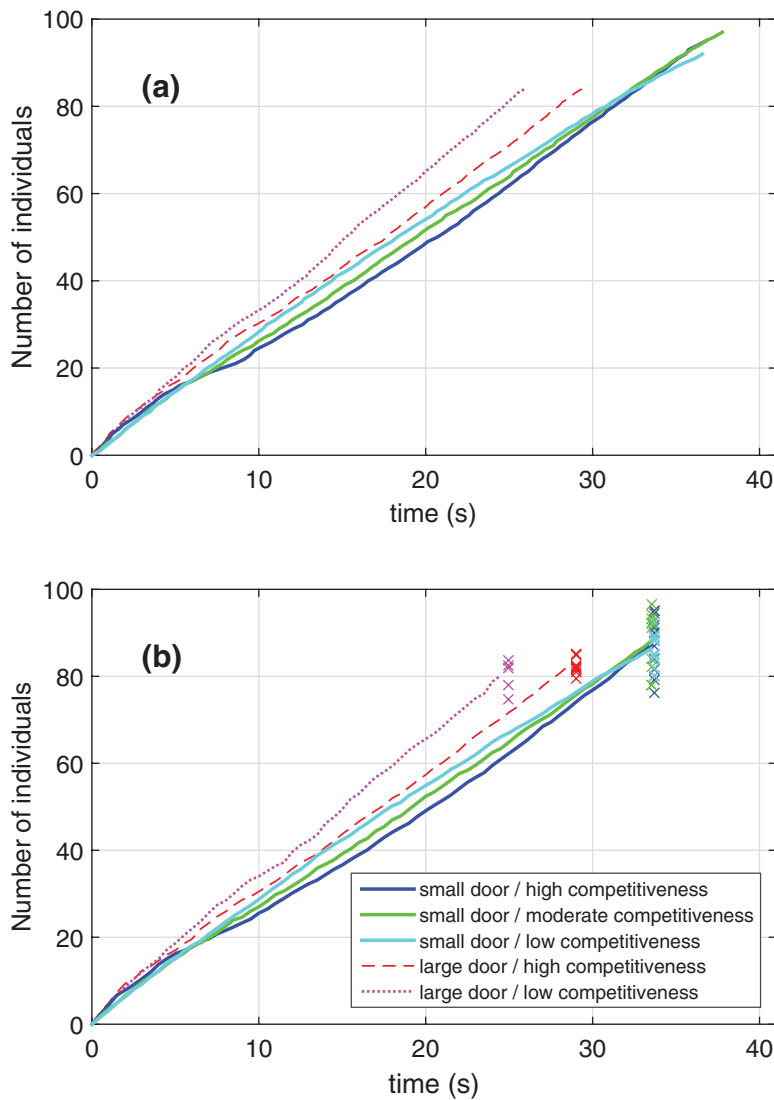 100
(a)
80
60
40
20
0
Number of individuals
0 10 20 30 40
time (s)
100
(b)
80
60
40
20
0
Number of individuals
small door / high competitiveness
small door / moderate competitiveness
small door / low competitiveness
large door / high competitiveness
large door / low competitiveness
0 10 20 30 40
time (s)